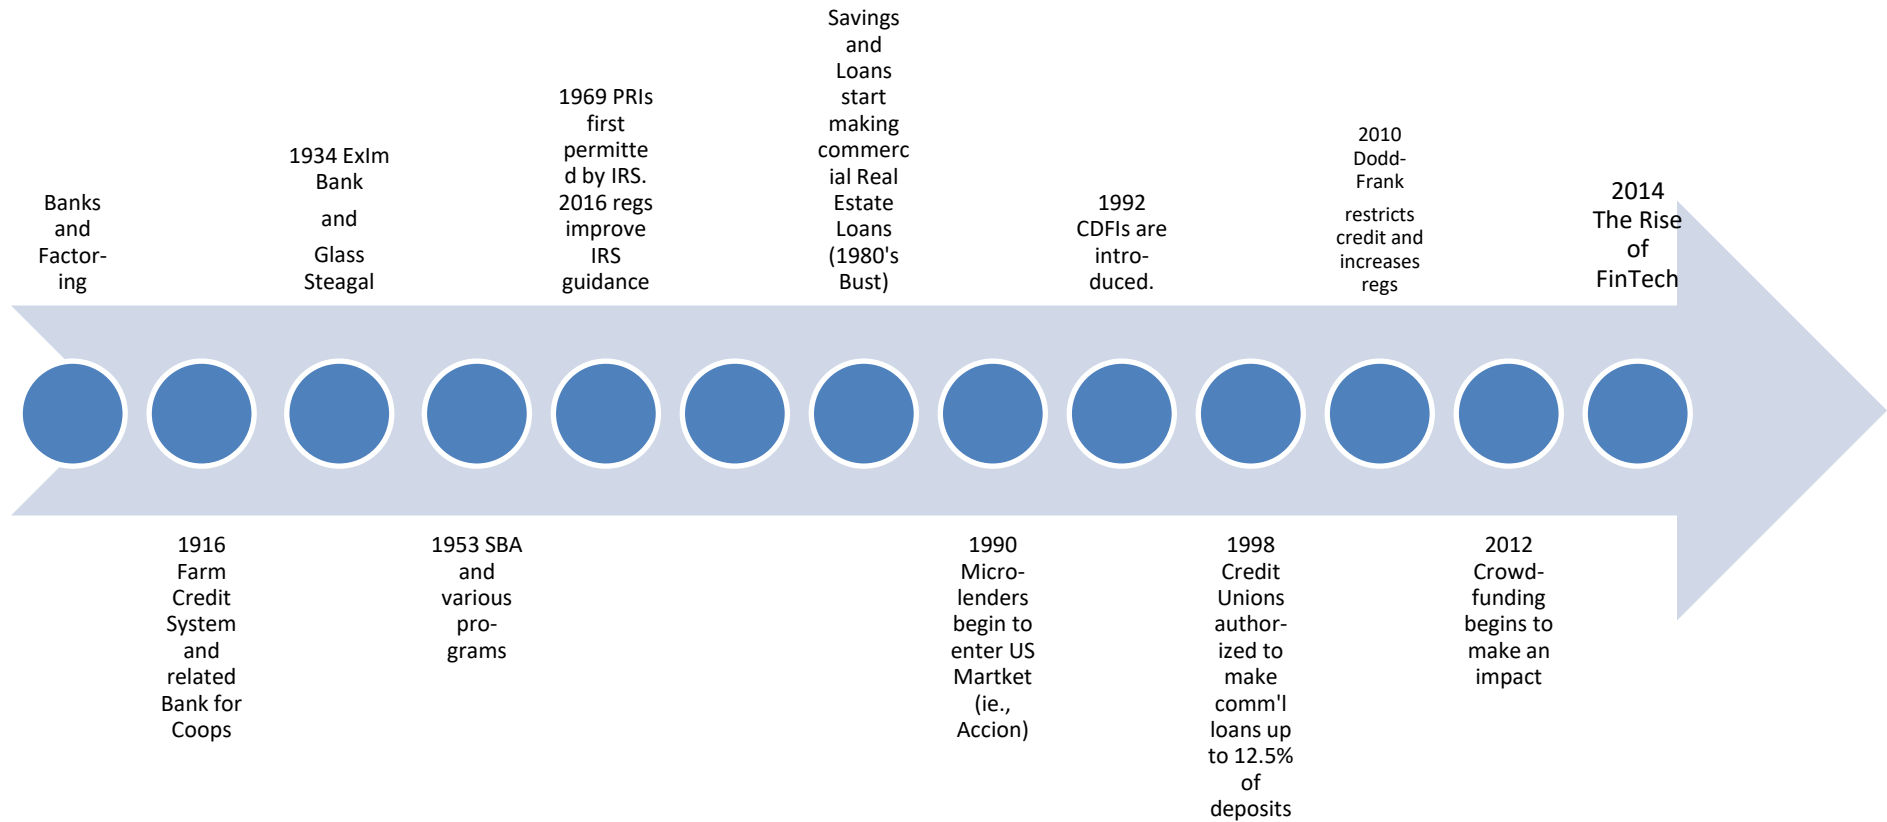 Banks
and
Factor-
ing
1916
Farm
Credit
System
and
related
Bank for
Coops
1934 ExIm
Bank
and
Glass
Steagal
1953 SBA
and
various
pro-
grams
1969 PRIs
first
permitte
d by IRS.
2016 regs
improve
IRS
guidance
Savings
and
Loans
start
making
commerc
ial Real
Estate
Loans
(1980's
Bust)
1990
Micro-
lenders
begin to
enter US
Martket
(ie.,
Accion)
1992
CDFIs are
intro-
duced.
1998
Credit
Unions
author-
ized to
make
comm'l
loans up
to 12.5%
of
deposits
2010
Dodd-
Frank
restricts
credit and
increases
regs
2012
Crowd-
funding
begins to
make an
impact
2014
The Rise
of
FinTech